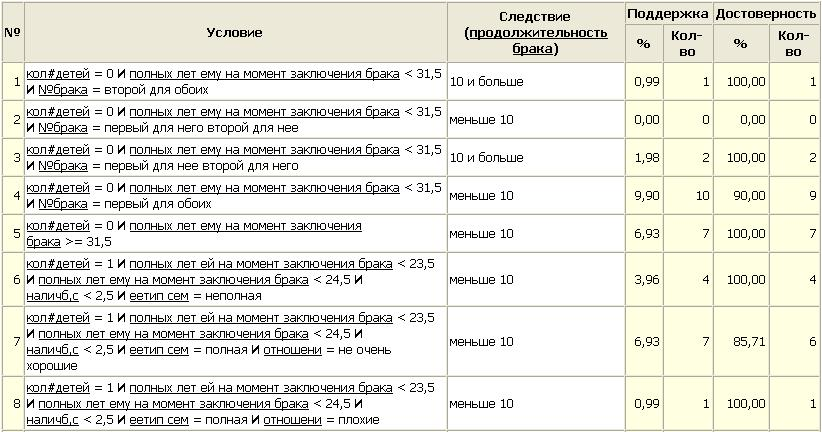 № Условие Следствие (продолжительность брака) Поддержка Достоверность
% Кол-во % Кол-во
1 кол#детей = 0 И полных лет ему на момент заключения брака < 31,5
И №брака = второй для обоих 10 и больше 0,99 1 100,00 1
2 кол#детей = 0 И полных лет ему на момент заключения брака < 31,5
И №брака = первый для него второй для нее меньше 10 0,00 0 0,00 0
3 кол#детей = 0 И полных лет ему на момент заключения брака < 31,5
И №брака = первый для нее второй для него 10 и больше 1,98 2 100,00 2
4 кол#детей = 0 И полных лет ему на момент заключения брака < 31,5
И №брака = первый для обоих меньше 10 9,90 10 90,00 9
5 кол#детей = 0 И полных лет ему на момент заключения
брака >= 31,5 меньше 10 6,93 7 100,00 7
6 кол#детей = 1 И полных лет ей на момент заключения брака < 23,5
И полных лет ему на момент заключения брака < 24,5 И
наличб,с < 2,5 И еетип сем = неполная меньше 10 3,96 4 100,00 4
7 кол#детей = 1 И полных лет ей на момент заключения брака < 23,5
И полных лет ему на момент заключения брака < 24,5 И
наличб,с < 2,5 И еетип сем = полная И отношени = не очень
хорошие меньше 10 6,93 7 85,71 6
8 кол#детей = 1 И полных лет ей на момент заключения брака < 23,5
И полных лет ему на момент заключения брака < 24,5 И
наличб,с < 2,5 И еетип сем = полная И отношени = плохие меньше 10 0,99 1 100,00 1